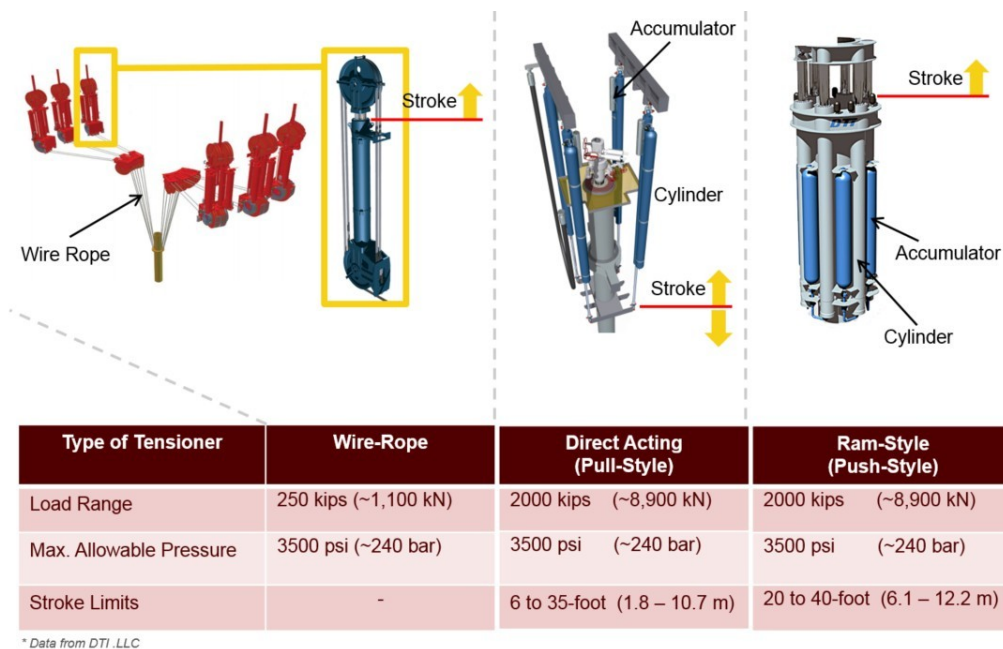 Accumulator
Stroke
Stroke
DTI
Wire Rope
Cylinder
Accumulator
Stroke
Cylinder
Type of Tensioner Wire-Rope Direct Acting (Pull-Style) Ram-Style (Push-Style)
Load Range 250 kips (~1,100 kN) 2000 kips (~8,900 kN) 2000 kips (~8,900 kN)
Max. Allowable Pressure 3500 psi (~240 bar) 3500 psi (~240 bar) 3500 psi (~240 bar)
Stroke Limits - 6 to 35-foot (1.8 – 10.7 m) 20 to 40-foot (6.1 – 12.2 m)
* Data from DTI .LLC